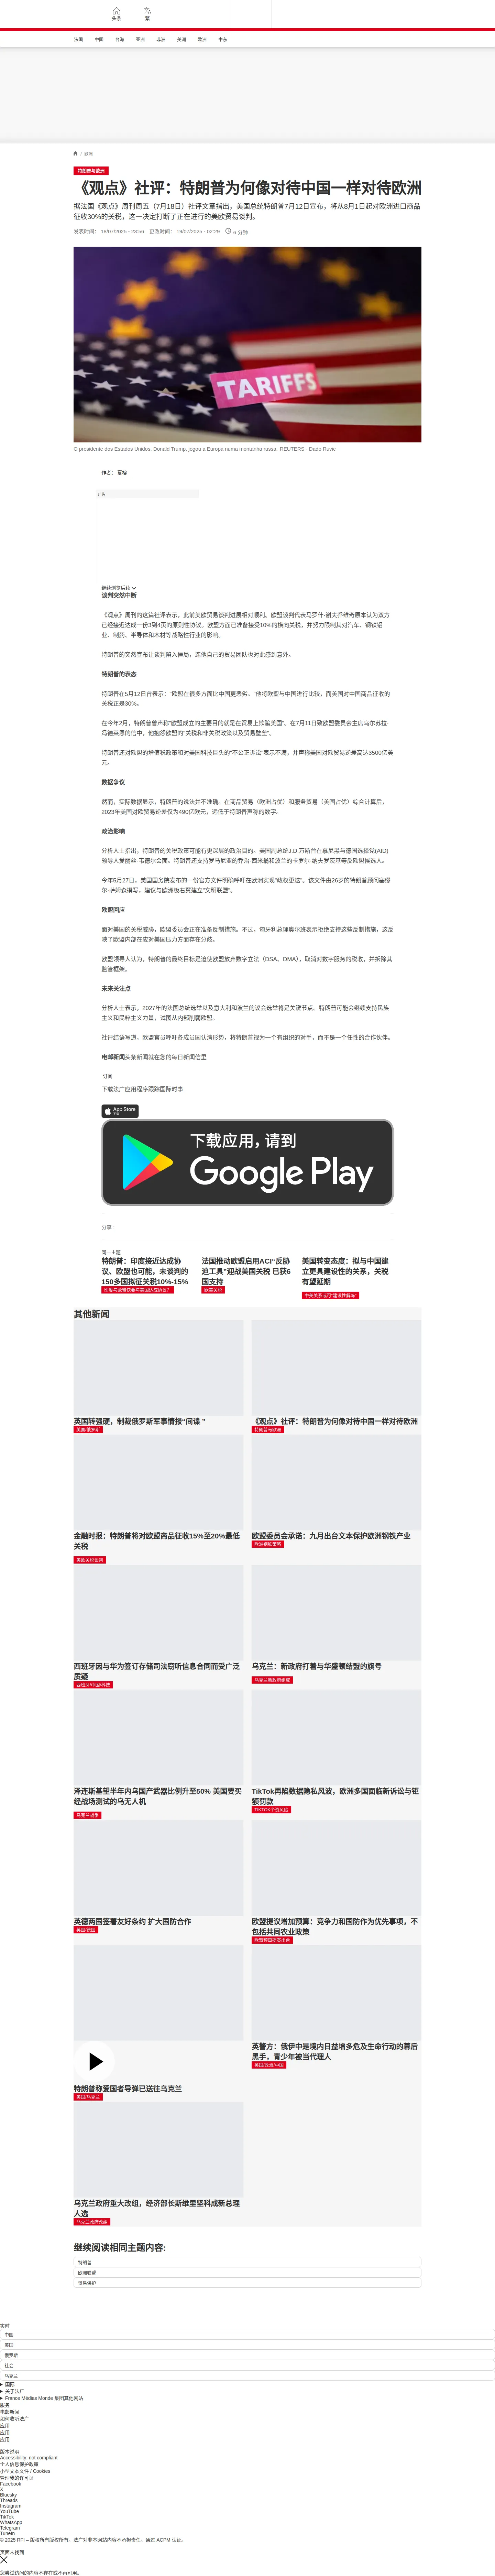 头条
繁
法国
中国
台海
亚洲
非洲
美洲
欧洲
中东
/ 亚洲
特朗普与欧洲
《观点》社评：特朗普为何像对待中国一样对待欧洲
据法国《观点》周刊周五（7月18日）社评文章指出，美国总统特朗普7月12日宣布，将从8月1日起对欧洲进口商品
征收30%的关税，这一决定打断了正在进行的美欧贸易谈判。
发表时间： 18/07/2025 - 23:56 更改时间： 19/07/2025 - 02:29 6 分钟
TARIFFS
O presidente dos Estados Unidos, Donald Trump, jogou a Europa numa montanha russa. REUTERS - Dado Ruvic
作者： 夏榕
广告
继续浏览后续
谈判突然中断
《观点》周刊的这篇社评表示，此前美欧贸易谈判进展相对顺利。欧盟谈判代表马罗什·谢夫乔维奇原本认为双方
已经接近达成一份3到4页的原则性协议。欧盟方面已准备接受10%的横向关税，并努力限制其对汽车、钢铁铝
业、制药、半导体和木材等战略性行业的影响。
特朗普的突然宣布让谈判陷入僵局，连他自己的贸易团队也对此感到意外。
特朗普的表态
特朗普在5月12日曾表示："欧盟在很多方面比中国更恶劣。"他将欧盟与中国进行比较，而美国对中国商品征收的
关税正是30%。
在今年2月，特朗普曾声称"欧盟成立的主要目的就是在贸易上欺骗美国"。在7月11日致欧盟委员会主席乌尔苏拉·
冯德莱恩的信中，他抱怨欧盟的"关税和非关税政策以及贸易壁垒"。
特朗普还对欧盟的增值税政策和对美国科技巨头的"不公正诉讼"表示不满，并声称美国对欧贸易逆差高达3500亿美
元。
数据争议
然而，实际数据显示，特朗普的说法并不准确。在商品贸易（欧洲占优）和服务贸易（美国占优）综合计算后，
2023年美国对欧贸易逆差仅为490亿欧元，远低于特朗普声称的数字。
政治影响
分析人士指出，特朗普的关税政策可能有更深层的政治目的。美国副总统J.D.万斯曾在慕尼黑与德国选择党(AfD)
领导人爱丽丝·韦德尔会面。特朗普还支持罗马尼亚的乔治·西米翁和波兰的卡罗尔·纳夫罗茨基等反欧盟候选人。
今年5月27日，美国国务院发布的一份官方文件明确呼吁在欧洲实现"政权更迭"。该文件由26岁的特朗普顾问塞缪
尔·萨姆森撰写，建议与欧洲极右翼建立"文明联盟"。
欧盟回应
面对美国的关税威胁，欧盟委员会正在准备反制措施。不过，匈牙利总理奥尔班表示拒绝支持这些反制措施，这反
映了欧盟内部在应对美国压力方面存在分歧。
欧盟领导人认为，特朗普的最终目标是迫使欧盟放弃数字立法（DSA、DMA），取消对数字服务的税收，并拆除其
监管框架。
未来关注点
分析人士表示，2027年的法国总统选举以及意大利和波兰的议会选举将是关键节点。特朗普可能会继续支持民族
主义和民粹主义力量，试图从内部削弱欧盟。
社评结语写道，欧盟官员呼吁各成员国认清形势，将特朗普视为一个有组织的对手，而不是一个任性的合作伙伴。
电邮新闻头条新闻就在您的每日新闻信里
订阅
下载法广应用程序跟踪国际时事
App Store
下载
下载应用，请到
Google Play
分享 :
同一主题
特朗普：印度接近达成协
议、欧盟也可能，未谈判的
150多国拟征关税10%-15%
印度与欧盟快要与美国达成协议？
法国推动欧盟启用ACI“反胁
迫工具”迎战美国关税 已获6
国支持
欧美关税
美国转变态度：拟与中国建
立更具建设性的关系，关税
有望延期
中美关系或可“建设性解冻”
其他新闻
英国转强硬，制裁俄罗斯军事情报“间谍 ”
英国/俄罗斯
《观点》社评：特朗普为何像对待中国一样对待欧洲
特朗普与欧洲
金融时报：特朗普将对欧盟商品征收15%至20%最低
关税
美欧关税谈判
欧盟委员会承诺：九月出台文本保护欧洲钢铁产业
欧洲钢铁策略
西班牙因与华为签订存储司法窃听信息合同而受广泛
质疑
西班牙/中国/科技
乌克兰：新政府打着与华盛顿结盟的旗号
乌克兰新政府组成
泽连斯基望半年内乌国产武器比例升至50% 美国要买
经战场测试的乌无人机
乌克兰战争
TikTok再陷数据隐私风波，欧洲多国面临新诉讼与钜
额罚款
TIKTOK个资风险
英德两国签署友好条约 扩大国防合作
英国/德国
欧盟提议增加预算：竞争力和国防作为优先事项，不
包括共同农业政策
欧盟预算提案出台
特朗普称爱国者导弹已送往乌克兰
美国/乌克兰
英警方：俄伊中是境内日益增多危及生命行动的幕后
黑手，青少年被当代理人
英国/政治/中国
乌克兰政府重大改组，经济部长斯维里坚科成新总理
人选
乌克兰政府改组
继续阅读相同主题内容:
特朗普
欧洲联盟
贸易保护
实时
中国
美国
俄罗斯
社会
乌克兰
国际
关于法广
France Médias Monde 集团其他网站
服务
电邮新闻
如何收听法广
应用
应用
应用
版本说明
Accessibility: not compliant
个人信息保护政策
小型文本文件 / Cookies
管理我的许可证
Facebook
X
Bluesky
Threads
Instagram
YouTube
TikTok
WhatsApp
Telegram
TuneIn
© 2025 RFI – 版权所有版权所有。法广对非本网站内容不承担责任。通过 ACPM 认证。
页面未找到
您尝试访问的内容不存在或不再可用。